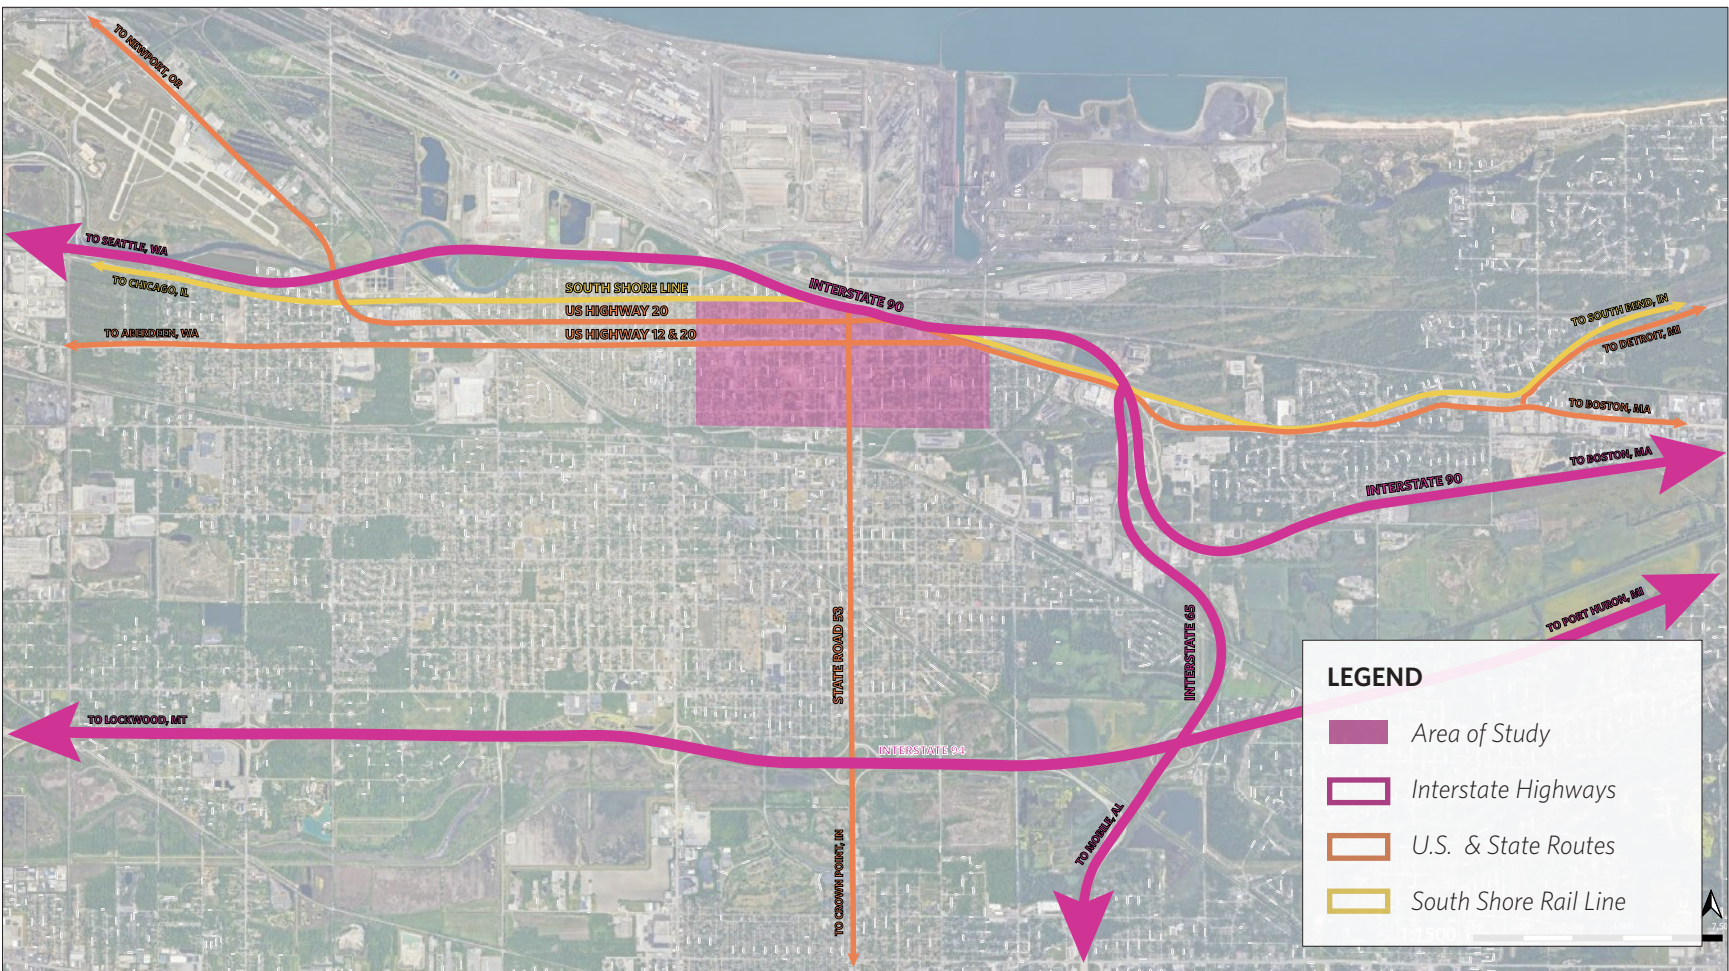 TO NEWPORT, OR
TO SEATTLE, WA
TO CHICAGO, IL
SOUTH SHORE LINE
INTERSTATE 90
US HIGHWAY 20
TO ABERDEEN, WA
US HIGHWAY 12 & 20
TO SOUTH BEND, IN
TO DETROIT, MI
TO BOSTON, MA
TO BOSTON, MA
INTERSTATE 90
STATE ROAD 53
INTERSTATE 65
TO PORT HURON, MI
TO LOCKWOOD, MT
INTERSTATE 94
TO MOBILE, AL
TO CROWN POINT, IN
LEGEND
Area of Study
Interstate Highways
U.S. & State Routes
South Shore Rail Line